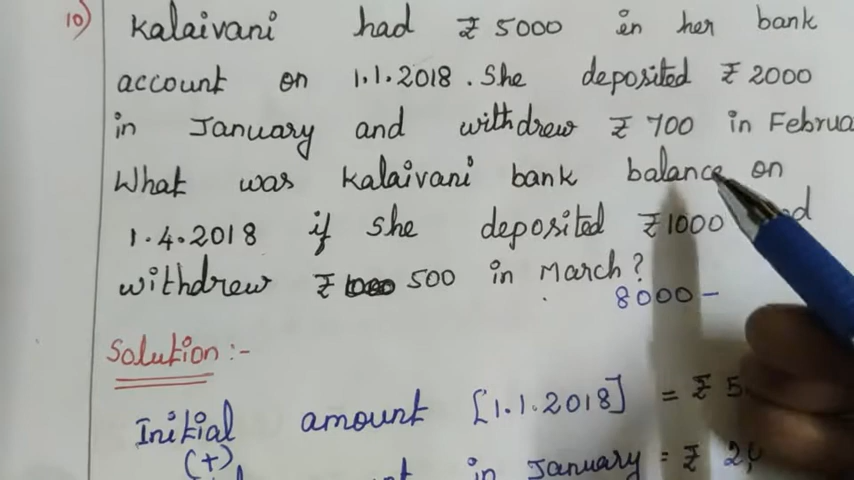 10) Kalaivani had ₹ 5000 in her bank
account on 1.1.2018. She deposited ₹ 2000
in January and withdrew ₹ 700 in Februa
What was Kalaivani bank balance on
1.4.2018 if she deposited ₹ 1000
withdrew ₹ 500 in March?
8000 -
Solution :-
Initial amount [1.1.2018] = ₹ 5
(+)
in January = ₹ 2,